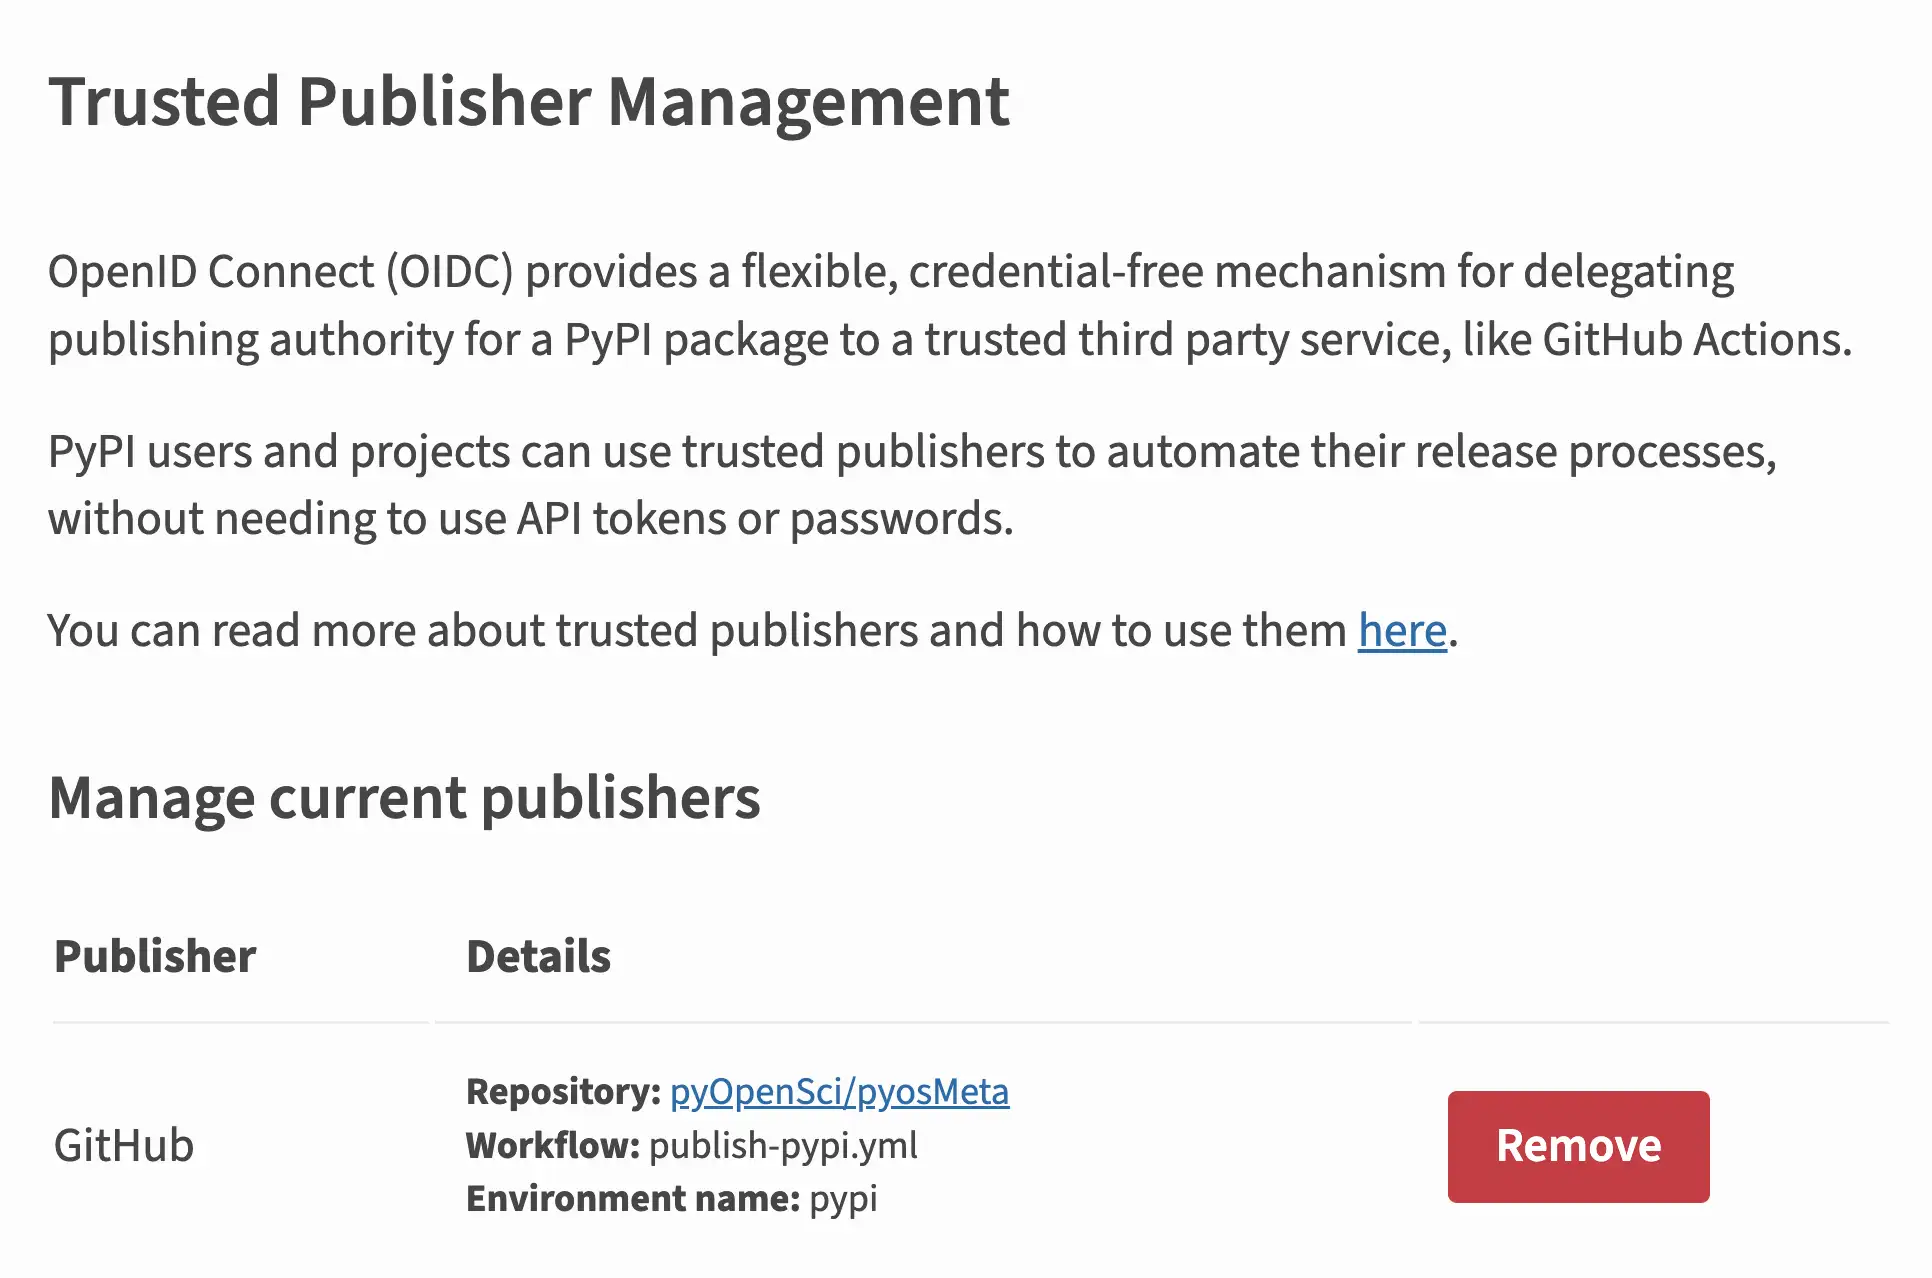 Trusted Publisher Management
OpenID Connect (OIDC) provides a flexible, credential-free mechanism for delegating
publishing authority for a PyPI package to a trusted third party service, like GitHub Actions.
PyPI users and projects can use trusted publishers to automate their release processes,
without needing to use API tokens or passwords.
You can read more about trusted publishers and how to use them here.
Manage current publishers
Publisher Details
Repository: pyOpenSci/pyosMeta
GitHub Workflow: publish-pypi.yml Remove
Environment name: pypi